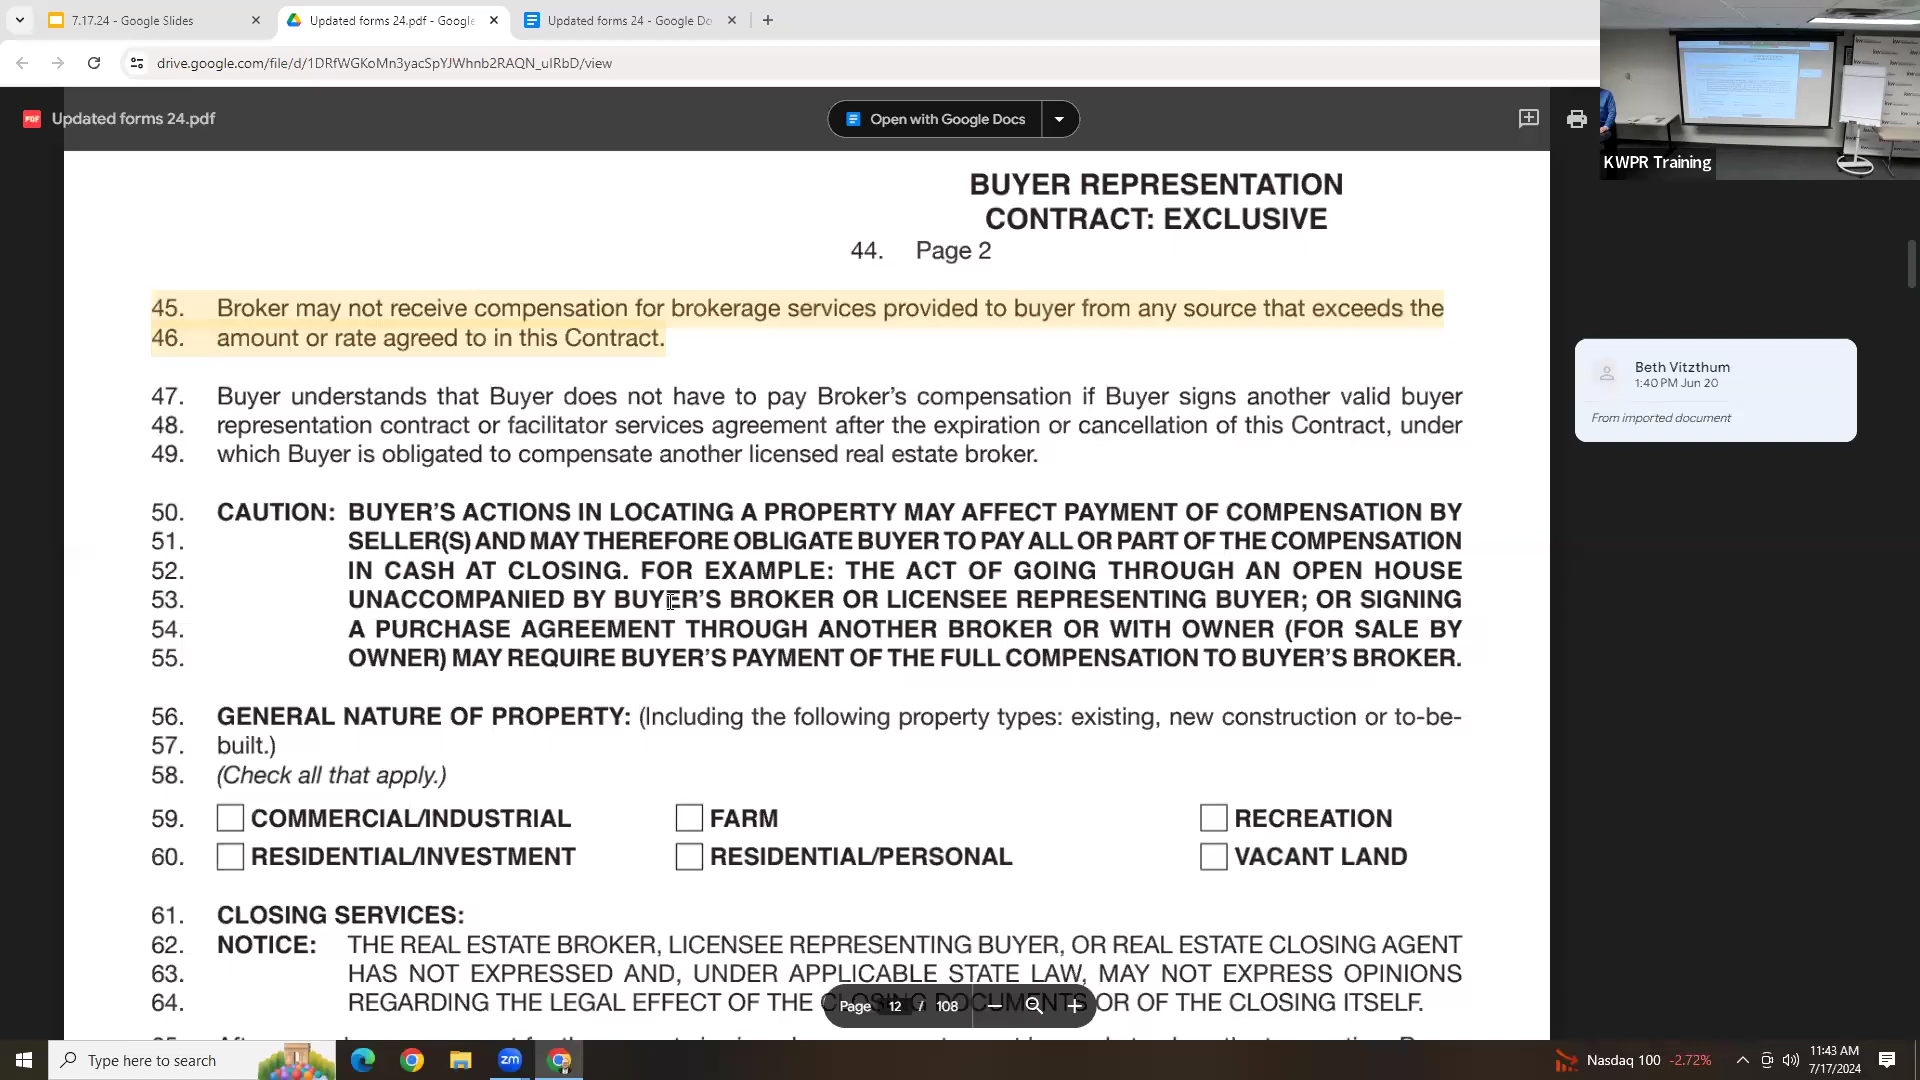 7.17.24 - Google Slides
Updated forms 24.pdf - Google
Updated forms 24 - Google Do
drive.google.com/file/d/1DRfWGKoMn3yacSpYJWhnb2RAQN_uIRbD/view
KWPR Training
PDF
Updated forms 24.pdf
Open with Google Docs
BUYER REPRESENTATION
CONTRACT: EXCLUSIVE
44. Page 2
45. Broker may not receive compensation for brokerage services provided to buyer from any source that exceeds the
46. amount or rate agreed to in this Contract.
Beth Vitzthum
1:40 PM Jun 20
From imported document
47. Buyer understands that Buyer does not have to pay Broker's compensation if Buyer signs another valid buyer
48. representation contract or facilitator services agreement after the expiration or cancellation of this Contract, under
49. which Buyer is obligated to compensate another licensed real estate broker.
50. CAUTION: BUYER'S ACTIONS IN LOCATING A PROPERTY MAY AFFECT PAYMENT OF COMPENSATION BY
51. SELLER(S) AND MAY THEREFORE OBLIGATE BUYER TO PAY ALL OR PART OF THE COMPENSATION
52. IN CASH AT CLOSING. FOR EXAMPLE: THE ACT OF GOING THROUGH AN OPEN HOUSE
53. UNACCOMPANIED BY BUYER'S BROKER OR LICENSEE REPRESENTING BUYER; OR SIGNING
54. A PURCHASE AGREEMENT THROUGH ANOTHER BROKER OR WITH OWNER (FOR SALE BY
55. OWNER) MAY REQUIRE BUYER'S PAYMENT OF THE FULL COMPENSATION TO BUYER'S BROKER.
56. GENERAL NATURE OF PROPERTY: (Including the following property types: existing, new construction or to-be-
57. built.)
58. (Check all that apply.)
59. COMMERCIAL/INDUSTRIAL FARM RECREATION
60. RESIDENTIAL/INVESTMENT RESIDENTIAL/PERSONAL VACANT LAND
61. CLOSING SERVICES:
62. NOTICE: THE REAL ESTATE BROKER, LICENSEE REPRESENTING BUYER, OR REAL ESTATE CLOSING AGENT
63. HAS NOT EXPRESSED AND, UNDER APPLICABLE STATE LAW, MAY NOT EXPRESS OPINIONS
64. REGARDING THE LEGAL EFFECT OF THE CLOSING DOCUMENTS OR OF THE CLOSING ITSELF.
Page 12 / 108
Type here to search
zm
Nasdaq 100 -2.72%
11:43 AM
7/17/2024